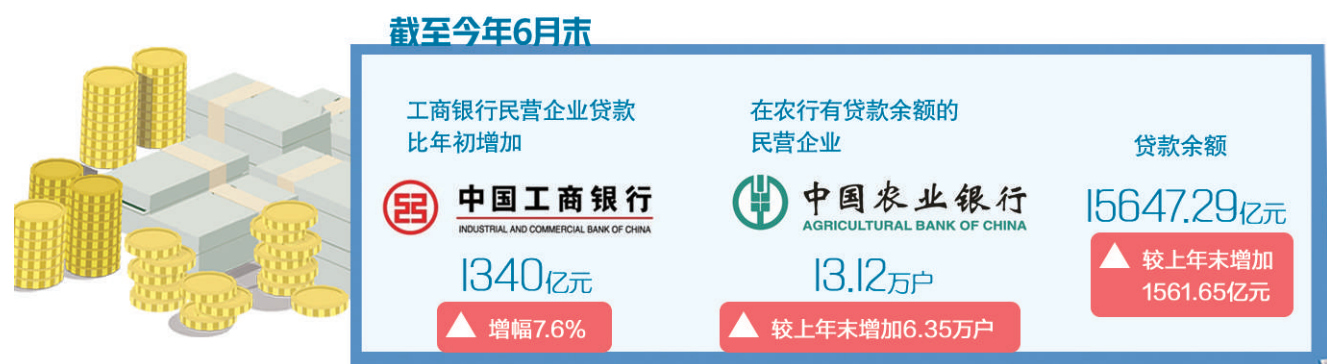 截至今年6月末
工商银行民营企业贷款
比年初增加
中国工商银行
INDUSTRIAL AND COMMERCIAL BANK OF CHINA
1340亿元
增幅7.6%
在农行有贷款余额的
民营企业
中国农业银行
AGRICULTURAL BANK OF CHINA
13.12万户
较上年末增加6.35万户
贷款余额
15647.29亿元
较上年末增加
1561.65亿元